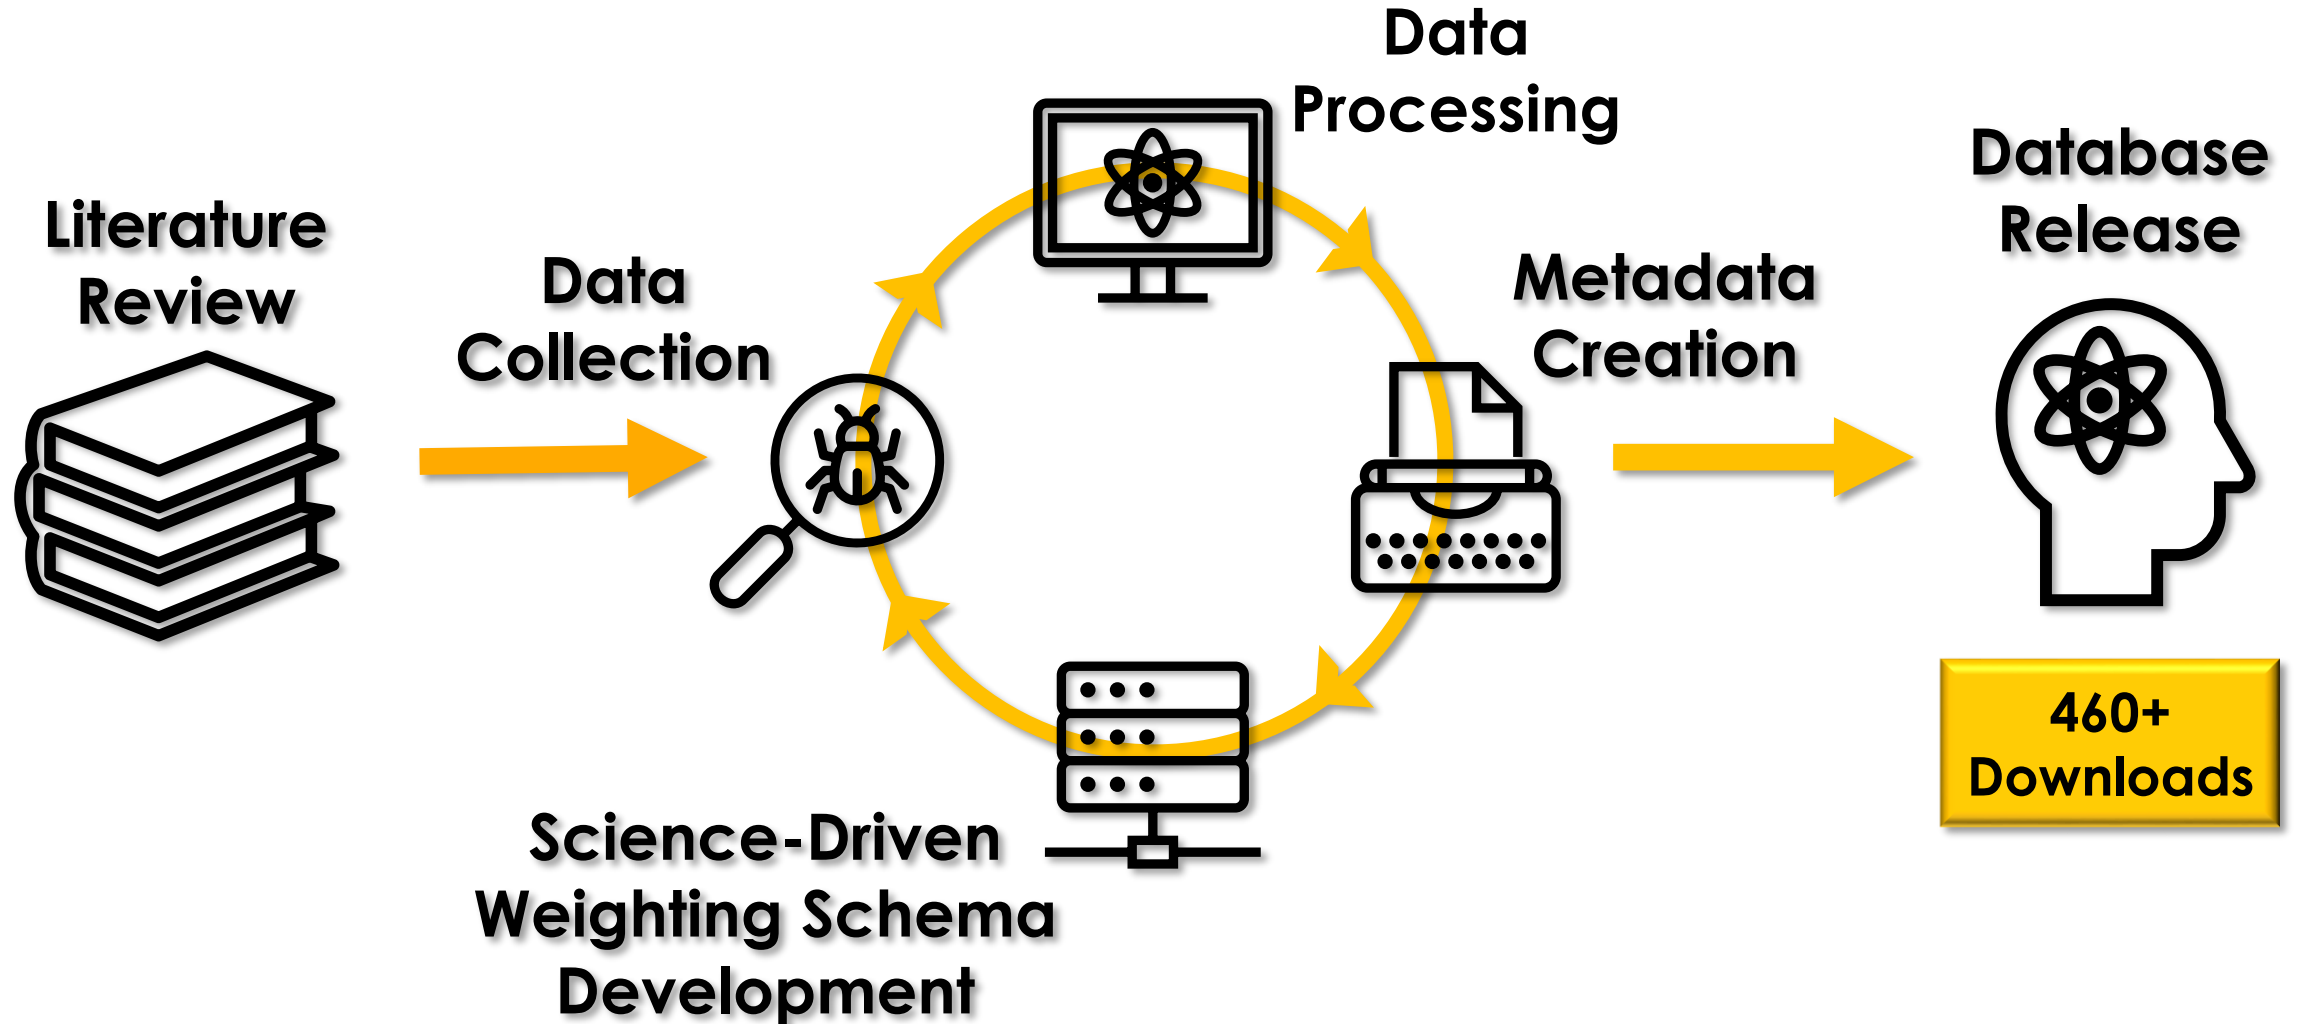 Literature
Review
Data
Collection
Data
Processing
Metadata
Creation
Science-Driven
Weighting Schema
Development
Database
Release
460+
Downloads